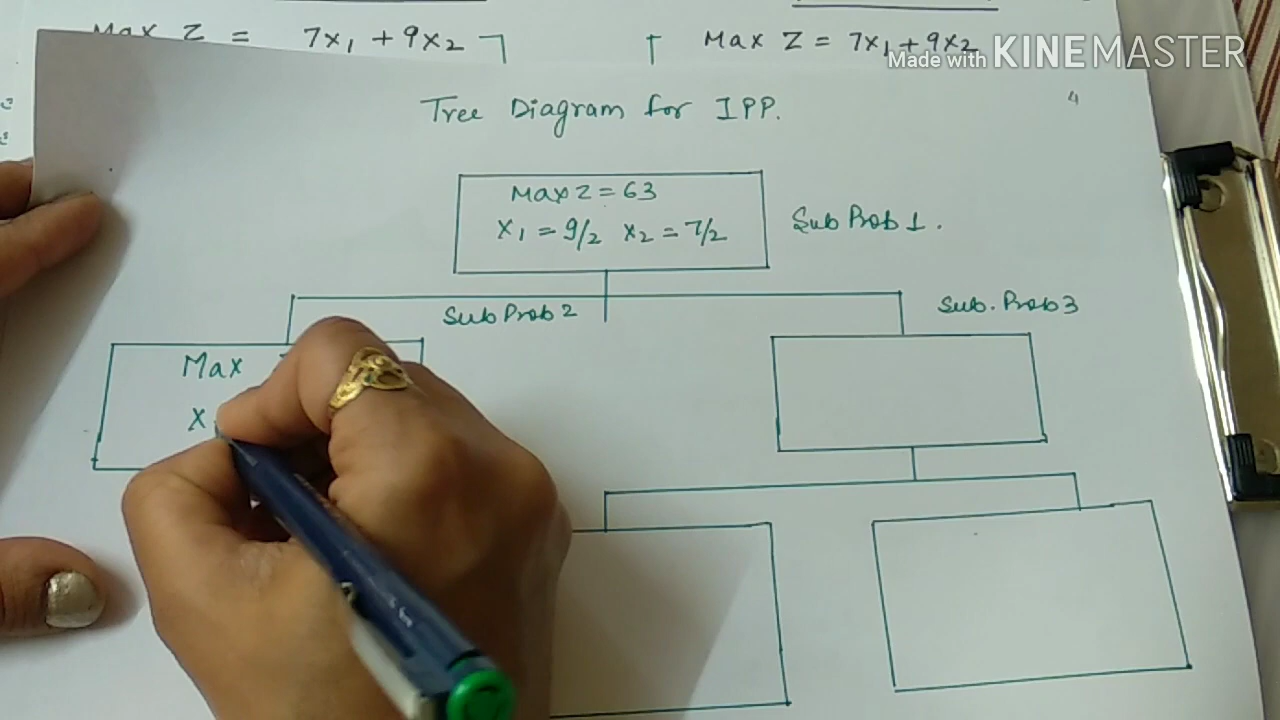 Max Z = 7x₁ + 9x₂
Max Z = 7x₁ + 9x₂
Made with KINEMASTER
Tree Diagram for IPP.
4
Max Z = 63
x₁ = 9/2 x₂ = 7/2
Sub Prob 1.
Sub Prob 2
Sub. Prob 3
Max
x